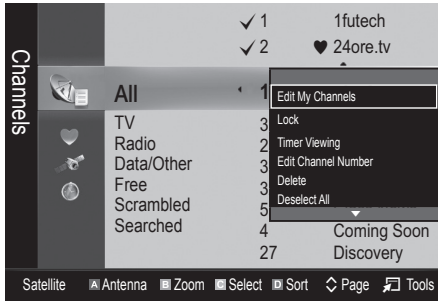 Channels
1 1futech
2 ♥ 24ore.tv
All 1
TV 3
Radio 2
Data/Other 3
Free 3
Scrambled 5
Searched 4 Coming Soon
27 Discovery
Edit My Channels
Lock
Timer Viewing
Edit Channel Number
Delete
Deselect All
Satellite A Antenna B Zoom C Select D Sort Page Tools